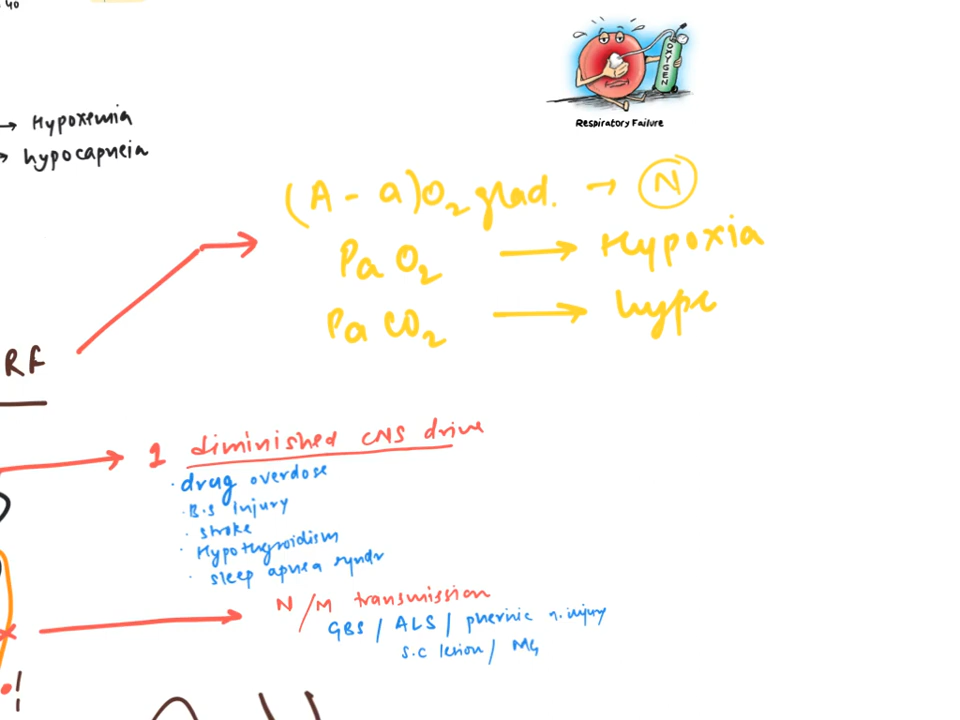 40
OXYGEN
Respiratory Failure
→ Hypoxemia
→ hypocapneia
(A - a)O₂ grad. → N
PaO₂ → Hypoxia
PaCO₂ → hype
RF
→ 1 diminished CNS drive
· drug overdose
· B.S Injury
· stroke
· Hypothyroidism
· sleep apnea syndr
→ N/M transmission
GBS / ALS / phernic n. injury
S.C lesion / MG